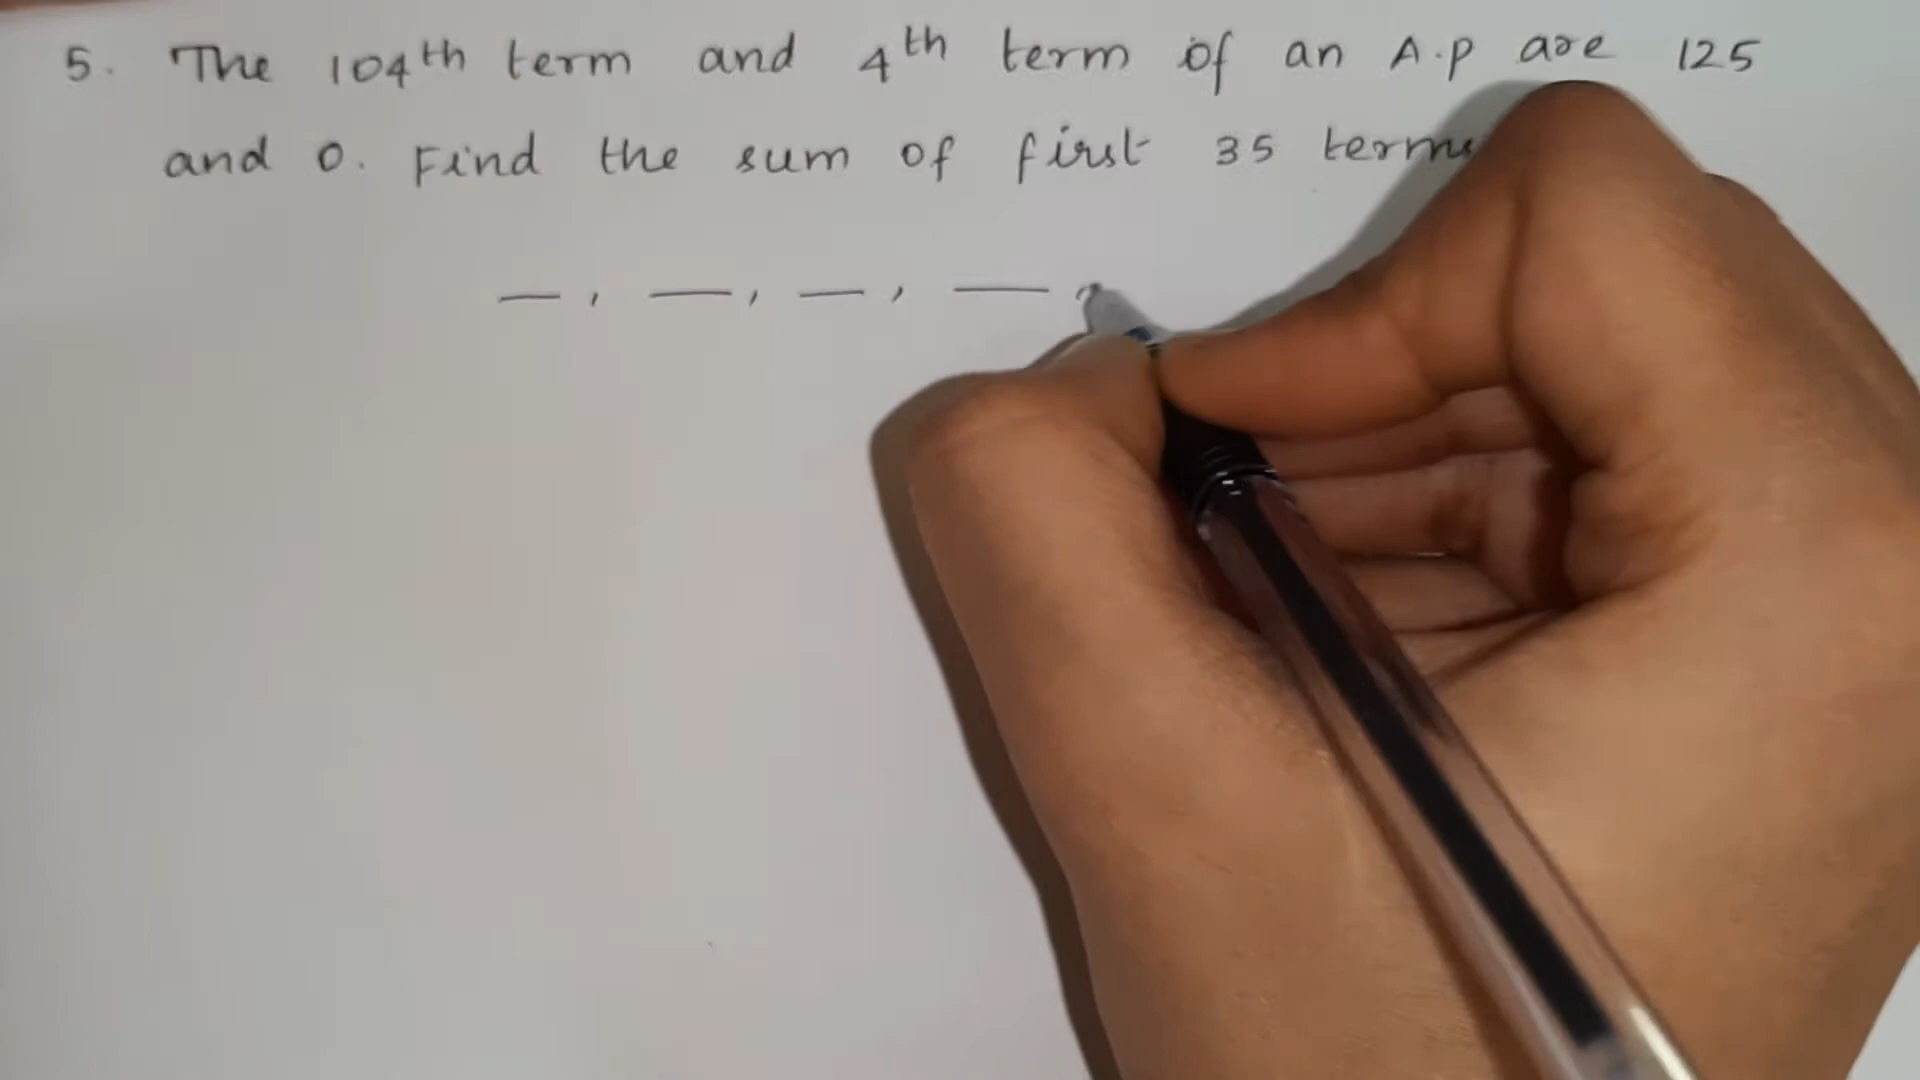 5. The 104th term and 4th term of an A.P are 125
and 0. Find the sum of first 35 terms
—, —, —, —